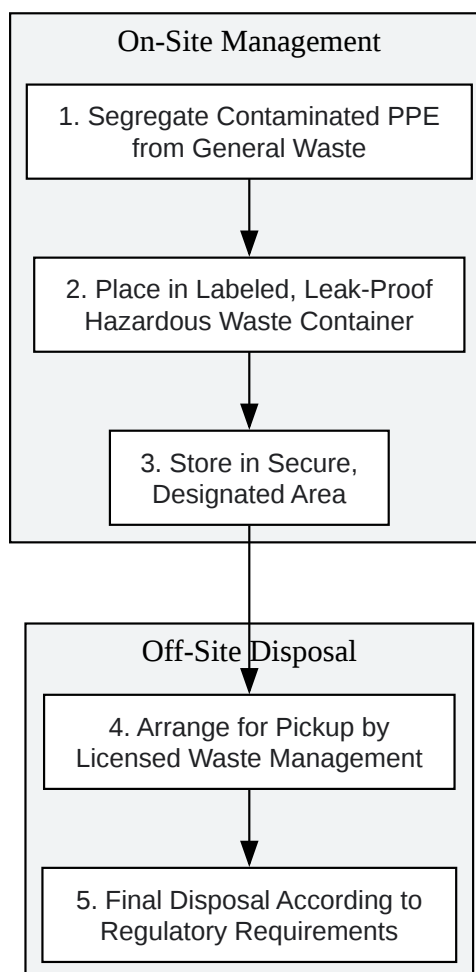 On-Site Management
1. Segregate Contaminated PPE
from General Waste
2. Place in Labeled, Leak-Proof
Hazardous Waste Container
3. Store in Secure,
Designated Area
Off-Site Disposal
4. Arrange for Pickup by
Licensed Waste Management
5. Final Disposal According to
Regulatory Requirements